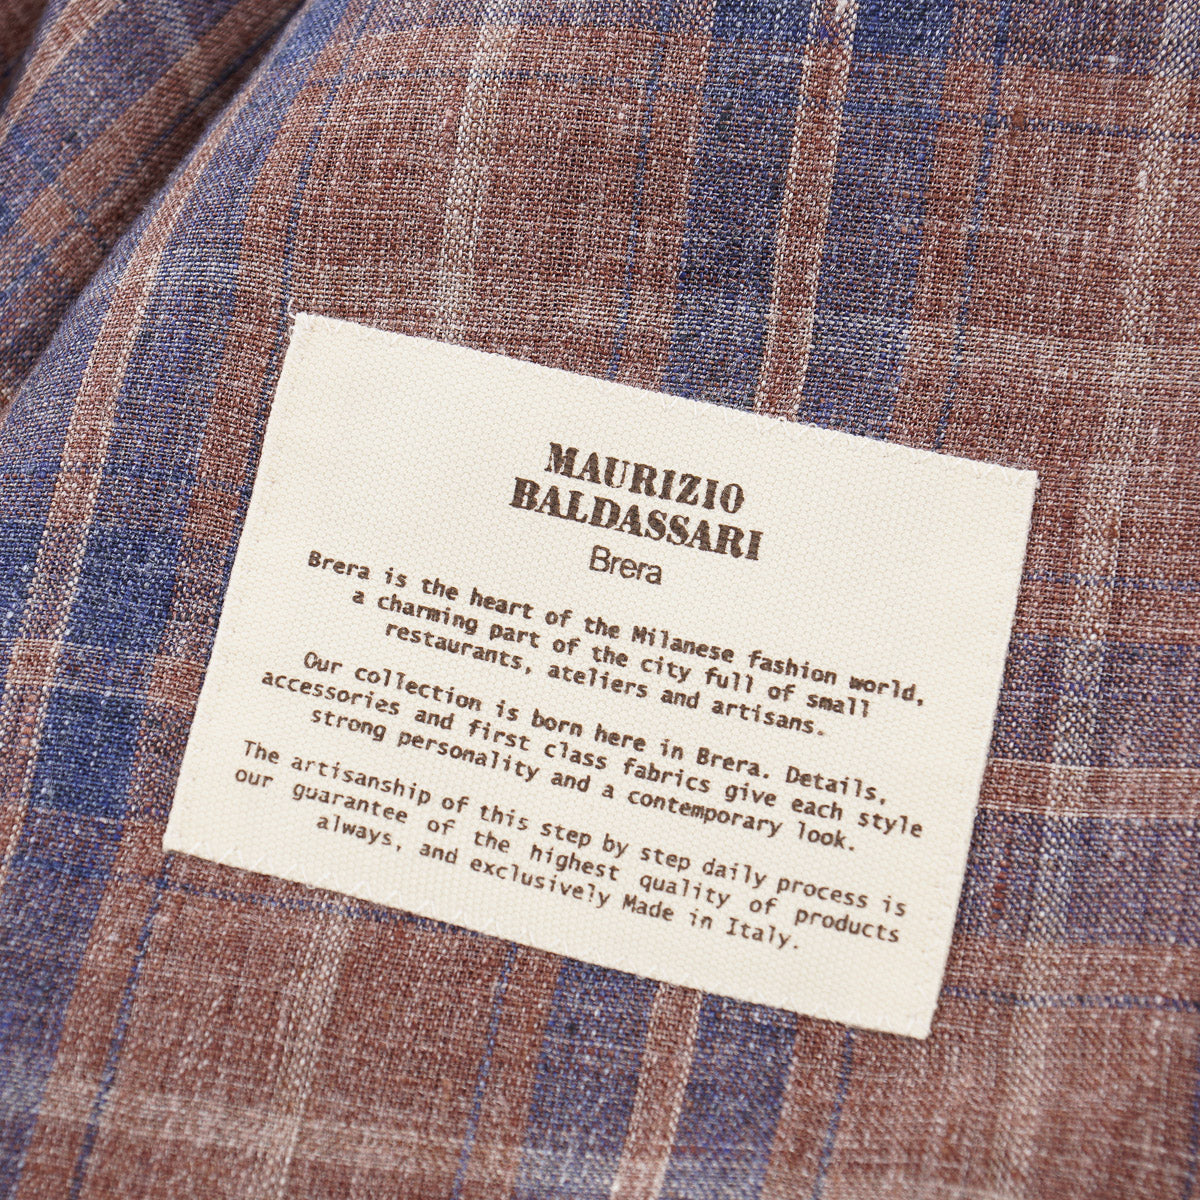 MAURIZIO
BALDASSARI
Brera
Brera is the heart of the Milanese fashion world,
a charming part of the city full of small
restaurants, ateliers and artisans.
Our collection is born here in Brera. Details,
accessories and first class fabrics give each style
strong personality and a contemporary look.
The artisanship of this step by step daily process is
our guarantee of the highest quality of products
always, and exclusively Made in Italy.